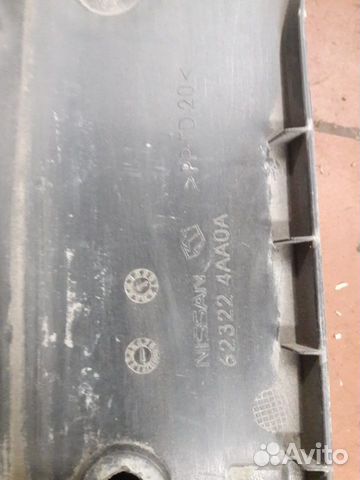 >PP-TD20<
NISSAN
62322 4AA0A
Avito